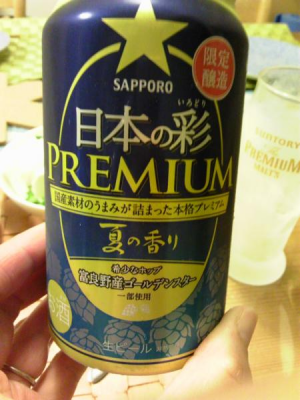 SAPPORO
限定
醸造
いろどり
日本の彩
PREMIUM
国産素材のうまみが詰まった本格プレミアム
夏の香り
希少なホップ
富良野産ゴールデンスター
一部使用
お酒
生ビール
SUNTORY
THE
PREMIUM
MALT'S